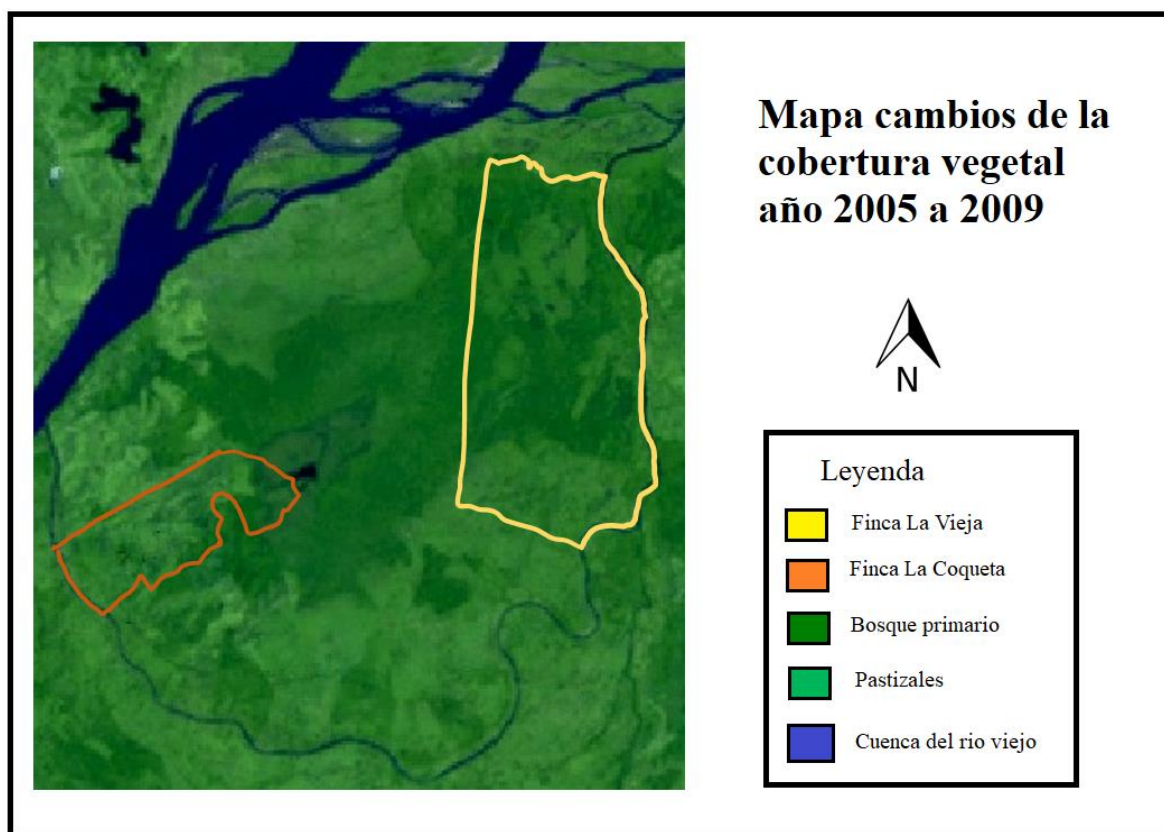 Mapa cambios de la
cobertura vegetal
año 2005 a 2009
N
Leyenda
Finca La Vieja
Finca La Coqueta
Bosque primario
Pastizales
Cuenca del rio viejo